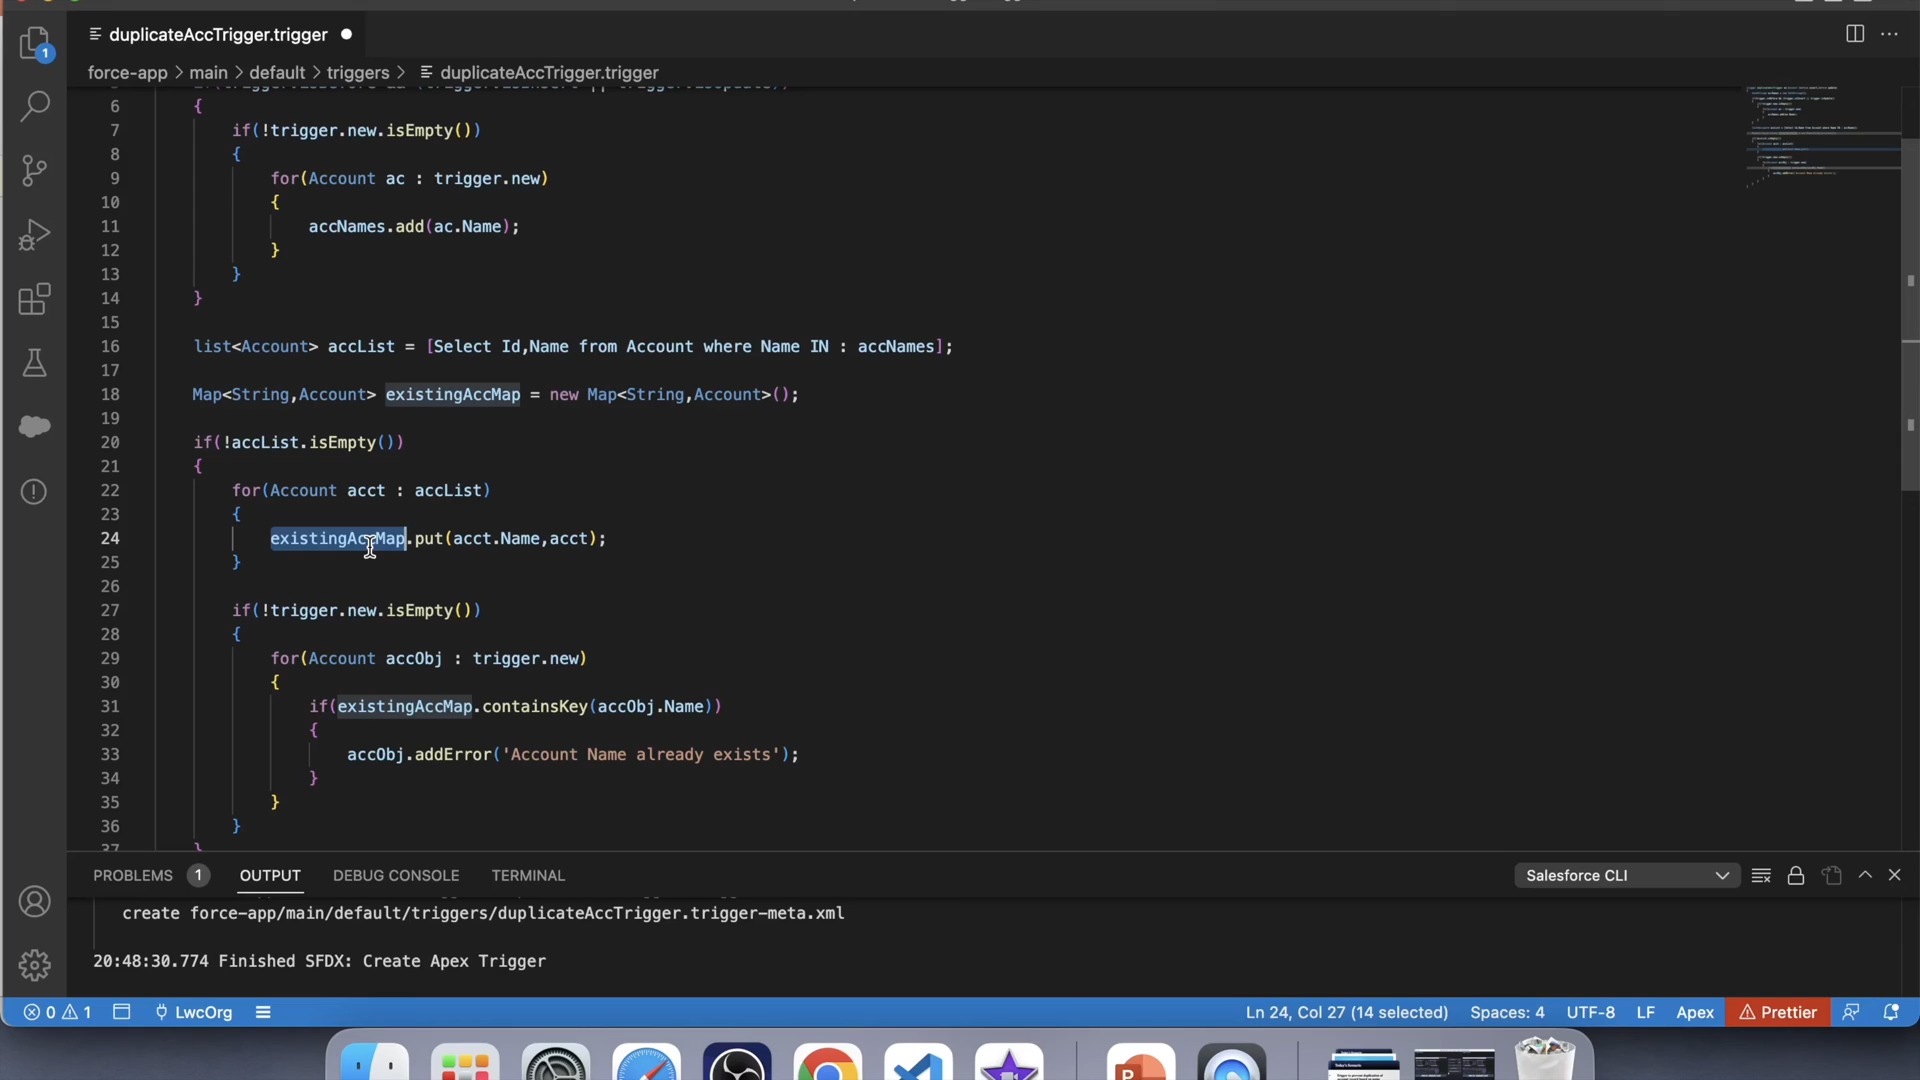 duplicateAccTrigger.trigger
1
force-app > main > default > triggers > duplicateAccTrigger.trigger
6 {
7 if(!trigger.new.isEmpty())
8 {
9 for(Account ac : trigger.new)
10 {
11 accNames.add(ac.Name);
12 }
13 }
14 }
15
16 list<Account> accList = [Select Id,Name from Account where Name IN : accNames];
17
18 Map<String,Account> existingAccMap = new Map<String,Account>();
19
20 if(!accList.isEmpty())
21 {
22 for(Account acct : accList)
23 {
24 existingAccMap.put(acct.Name,acct);
25 }
26
27 if(!trigger.new.isEmpty())
28 {
29 for(Account accObj : trigger.new)
30 {
31 if(existingAccMap.containsKey(accObj.Name))
32 {
33 accObj.addError('Account Name already exists');
34 }
35 }
36 }
37 }
PROBLEMS 1 OUTPUT DEBUG CONSOLE TERMINAL Salesforce CLI
create force-app/main/default/triggers/duplicateAccTrigger.trigger-meta.xml
20:48:30.774 Finished SFDX: Create Apex Trigger
0 1 LwcOrg Ln 24, Col 27 (14 selected) Spaces: 4 UTF-8 LF Apex Prettier